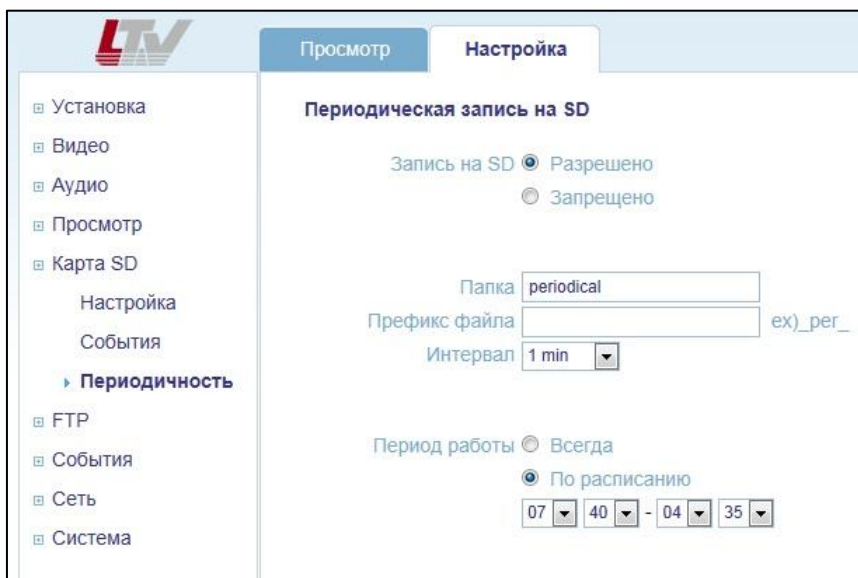 LTV
Просмотр
Настройка
Установка
Видео
Аудио
Просмотр
Карта SD
Настройка
События
Периодичность
FTP
События
Сеть
Система
Периодическая запись на SD
Запись на SD Разрешено
Запрещено
Папка periodical
Префикс файла ex)_per_
Интервал 1 min
Период работы Всегда
По расписанию
07 40 - 04 35